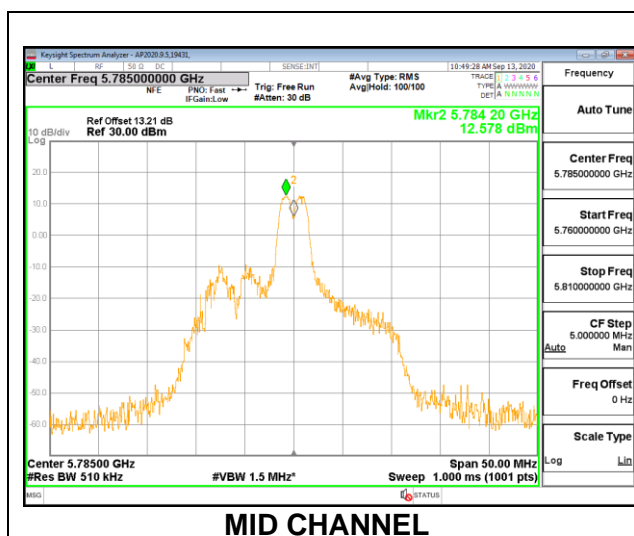 Keysight Spectrum Analyzer - AP2020.9.5,19431,
L RF 50 Ω DC SENSE:INT 10:49:28 AM Sep 13, 2020
Center Freq 5.785000000 GHz
NFE
PNO: Fast
IFGain:Low
Trig: Free Run
#Atten: 30 dB
#Avg Type: RMS
Avg|Hold: 100/100
TRACE 1 2 3 4 5 6
TYPE A WWWWW
DET A N N N N N
Frequency
Mkr2 5.784 20 GHz
12.578 dBm
Ref Offset 13.21 dB
Ref 30.00 dBm
10 dB/div
Log
2
20.0
10.0
0.00
-10.0
-20.0
-30.0
-40.0
-50.0
-60.0
Center 5.78500 GHz
#Res BW 510 kHz
#VBW 1.5 MHz*
Span 50.00 MHz
Sweep 1.000 ms (1001 pts)
MSG
STATUS
Auto Tune
Center Freq
5.785000000 GHz
Start Freq
5.760000000 GHz
Stop Freq
5.810000000 GHz
CF Step
5.000000 MHz
Auto Man
Freq Offset
0 Hz
Scale Type
Log Lin
MID CHANNEL